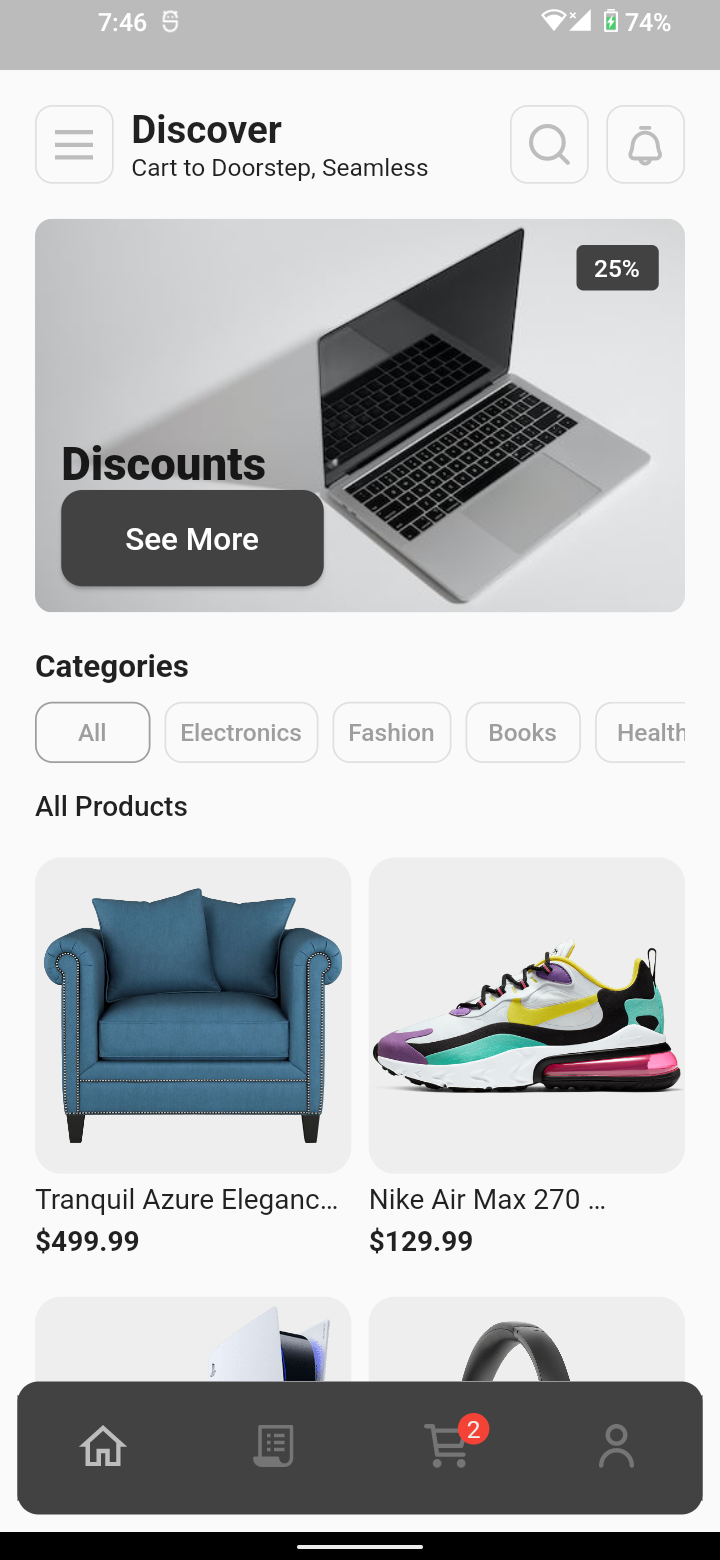 7:46
74%
Discover
Cart to Doorstep, Seamless
25%
Discounts
See More
Categories
All
Electronics
Fashion
Books
Health
All Products
Tranquil Azure Eleganc...
Nike Air Max 270 ...
$499.99
$129.99
2